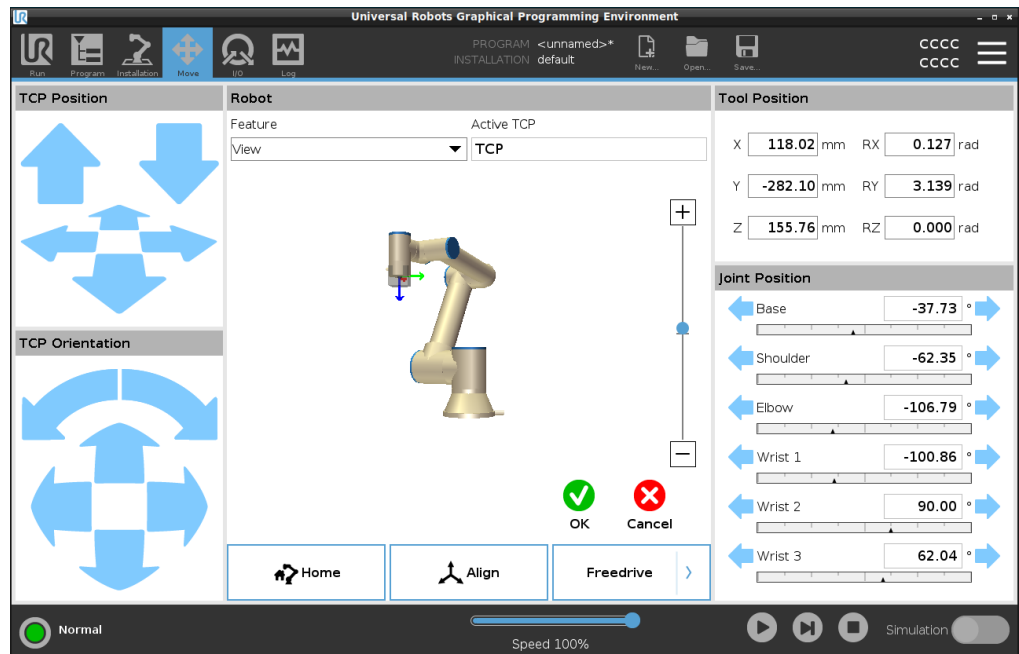 Universal Robots Graphical Programming Environment
UR
Run
Program
Installation
Move
I/O
Log
PROGRAM <unnamed>*
INSTALLATION default
New...
Open...
Save...
CCCC
CCCC
TCP Position
TCP Orientation
Robot
Feature
Active TCP
View
TCP
OK
Cancel
Home
Align
Freedrive
Tool Position
X 118.02 mm RX 0.127 rad
Y -282.10 mm RY 3.139 rad
Z 155.76 mm RZ 0.000 rad
Joint Position
Base -37.73 °
Shoulder -62.35 °
Elbow -106.79 °
Wrist 1 -100.86 °
Wrist 2 90.00 °
Wrist 3 62.04 °
Normal
Speed 100%
Simulation